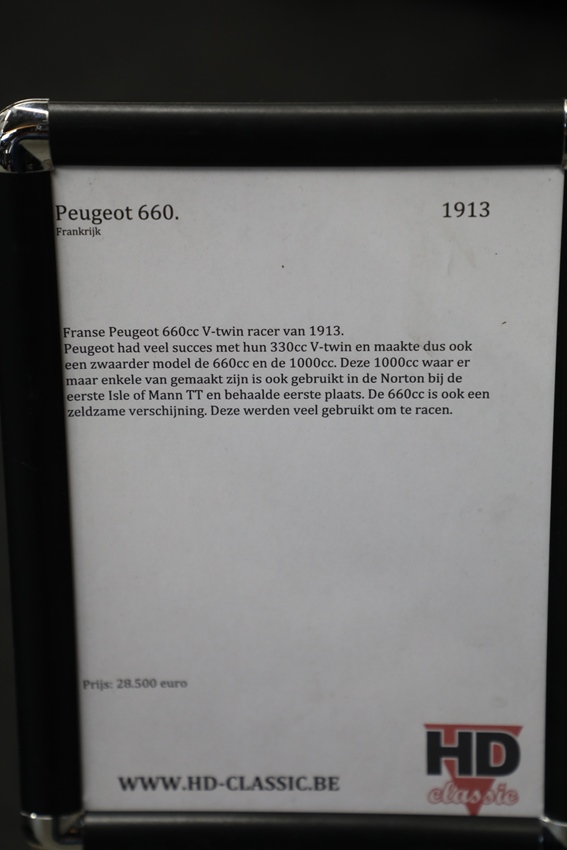 Peugeot 660. 1913
Frankrijk
Franse Peugeot 660cc V-twin racer van 1913.
Peugeot had veel succes met hun 330cc V-twin en maakte dus ook
een zwaarder model de 660cc en de 1000cc. Deze 1000cc waar er
maar enkele van gemaakt zijn is ook gebruikt in de Norton bij de
eerste Isle of Mann TT en behaalde eerste plaats. De 660cc is ook een
zeldzame verschijning. Deze werden veel gebruikt om te racen.
Prijs: 28.500 euro
WWW.HD-CLASSIC.BE
HD
classic